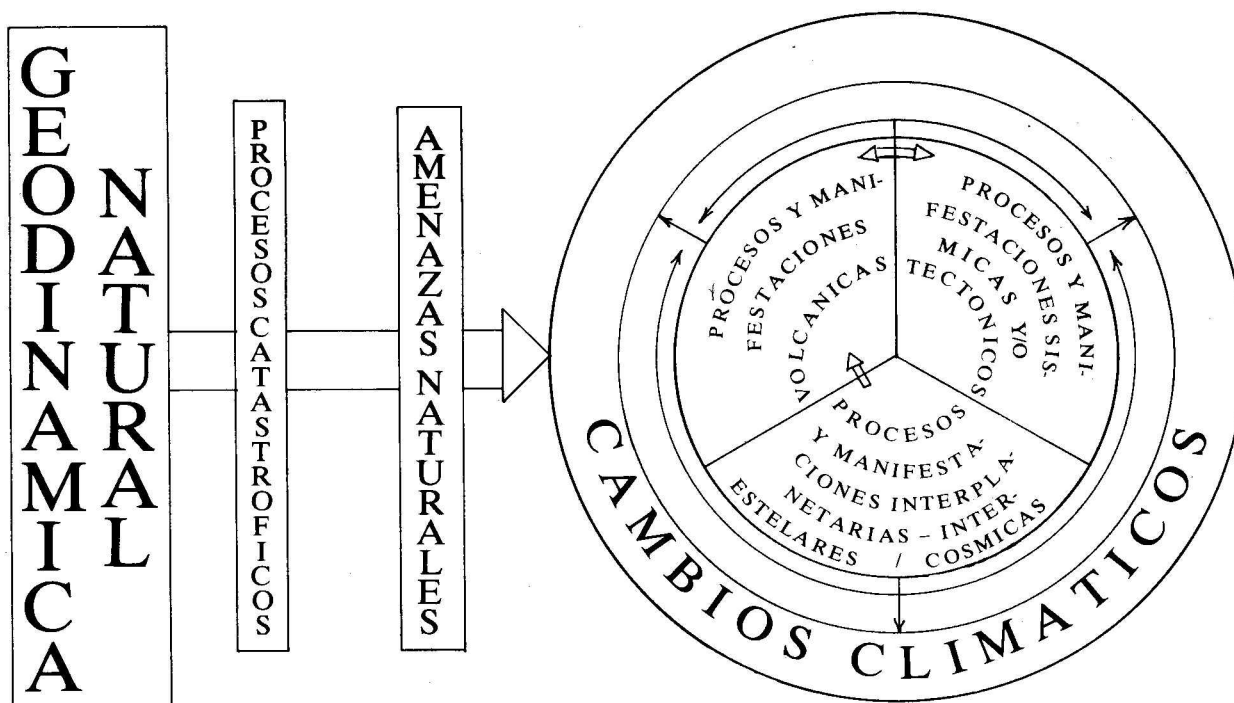 GEODINAMICA
NATURAL
PROCESOS CATASTROFICOS
AMENAZAS NATURALES
PROCESOS Y MANI-
FESTACIONES
VOLCANICAS
PROCESOS Y MANI-
FESTACIONES SIS-
MICAS Y/O
TECTONICOS
PROCESOS
Y MANIFESTA-
CIONES INTERPLA-
NETARIAS – INTER-
ESTELARES / COSMICAS
CAMBIOS CLIMATICOS